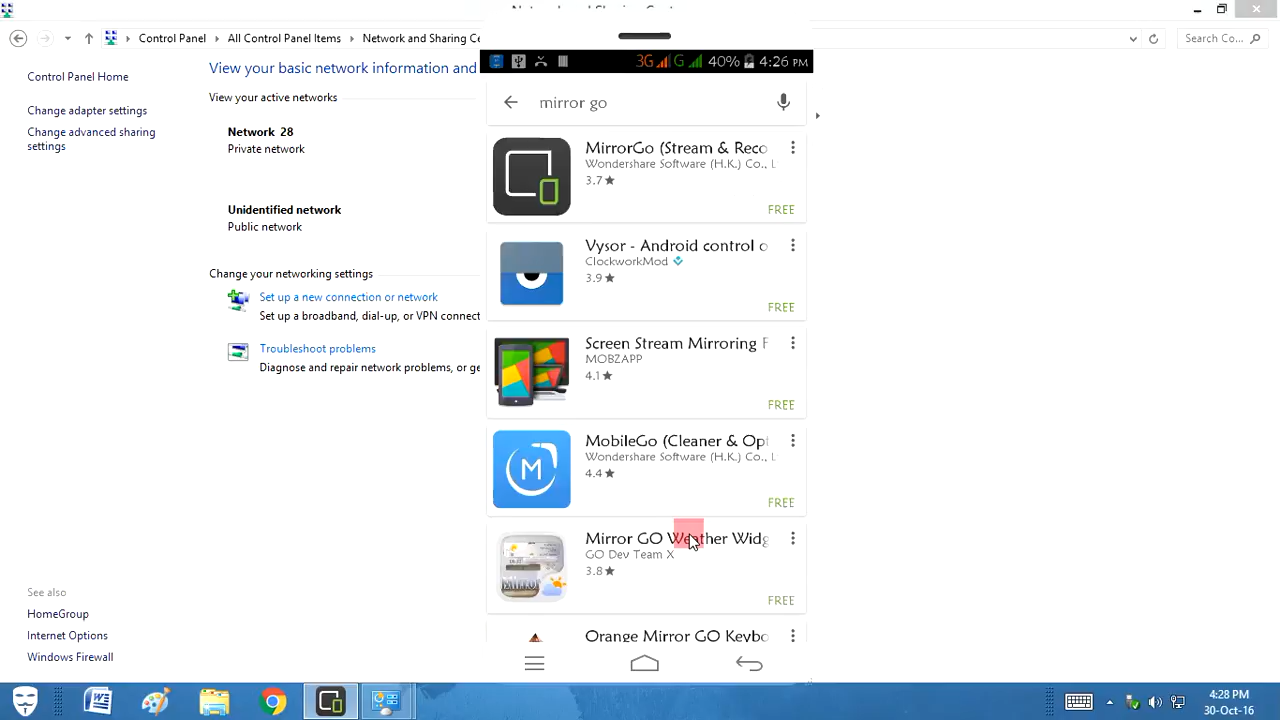 Control Panel
All Control Panel Items
Network and Sharing Ce
Search Co...
Control Panel Home
Change adapter settings
Change advanced sharing
settings
See also
HomeGroup
Internet Options
Windows Firewall
View your basic network information and
View your active networks
Network 28
Private network
Unidentified network
Public network
Change your networking settings
Set up a new connection or network
Set up a broadband, dial-up, or VPN connect
Troubleshoot problems
Diagnose and repair network problems, or ge
3G G 40% 4:26 PM
mirror go
MirrorGo (Stream & Reco
Wondershare Software (H.K.) Co., L
3.7★
FREE
Vysor - Android control o
ClockworkMod
3.9★
FREE
Screen Stream Mirroring F
MOBZAPP
4.1★
FREE
MobileGo (Cleaner & Opt
Wondershare Software (H.K.) Co., L
4.4★
FREE
Mirror GO Weather Widg
GO Dev Team X
3.8★
FREE
Orange Mirror GO Keybo
4:28 PM
30-Oct-16